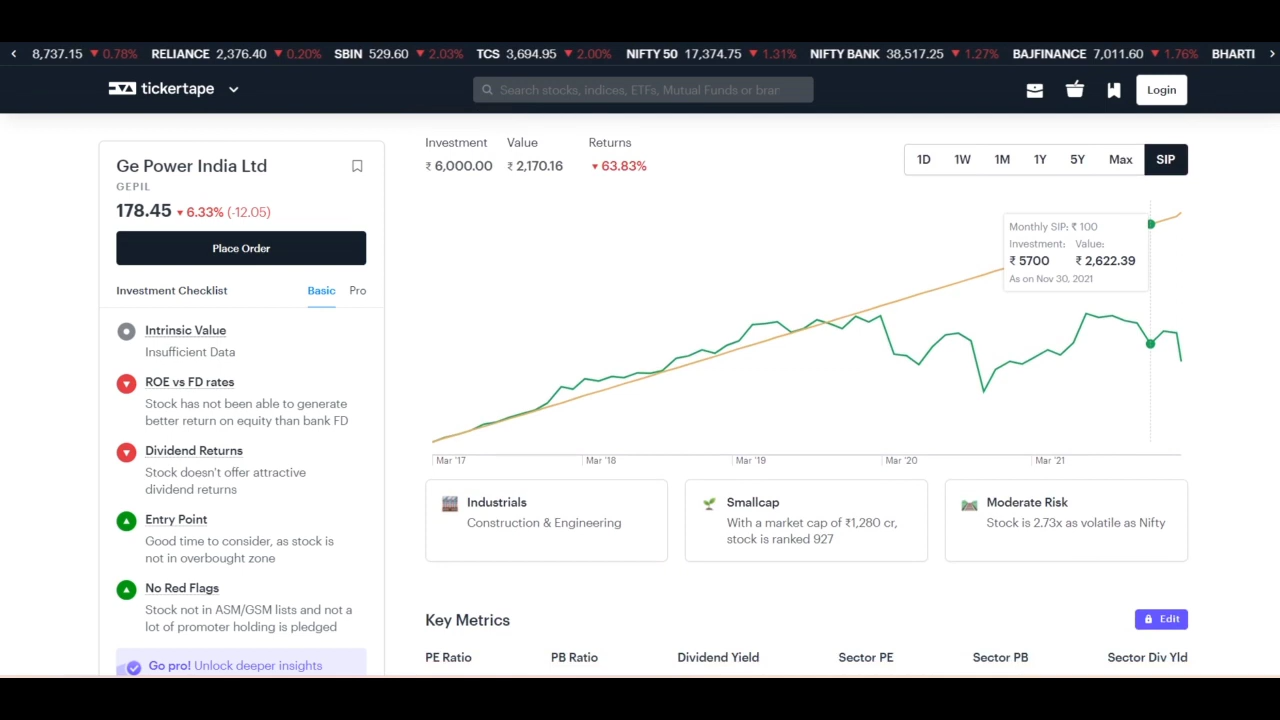 8,737.15 ▼ 0.78% RELIANCE 2,376.40 ▼ 0.20% SBIN 529.60 ▼ 2.03% TCS 3,694.95 ▼ 2.00% NIFTY 50 17,374.75 ▼ 1.31% NIFTY BANK 38,517.25 ▼ 1.27% BAJFINANCE 7,011.60 ▼ 1.76% BHARTI
tickertape
Search stocks, indices, ETFs, Mutual Funds or bran
Login
Ge Power India Ltd
GEPIL
178.45 ▼ 6.33% (-12.05)
Place Order
Investment Checklist Basic Pro
Intrinsic Value
Insufficient Data
ROE vs FD rates
Stock has not been able to generate
better return on equity than bank FD
Dividend Returns
Stock doesn't offer attractive
dividend returns
Entry Point
Good time to consider, as stock is
not in overbought zone
No Red Flags
Stock not in ASM/GSM lists and not a
lot of promoter holding is pledged
Go pro! Unlock deeper insights
Investment Value Returns
₹ 6,000.00 ₹ 2,170.16 ▼ 63.83%
1D 1W 1M 1Y 5Y Max SIP
Monthly SIP: ₹ 100
Investment: Value:
₹ 5700 ₹ 2,622.39
As on Nov 30, 2021
Mar '17 Mar '18 Mar '19 Mar '20 Mar '21
Industrials
Construction & Engineering
Smallcap
With a market cap of ₹1,280 cr,
stock is ranked 927
Moderate Risk
Stock is 2.73x as volatile as Nifty
Key Metrics
Edit
PE Ratio PB Ratio Dividend Yield Sector PE Sector PB Sector Div Yld